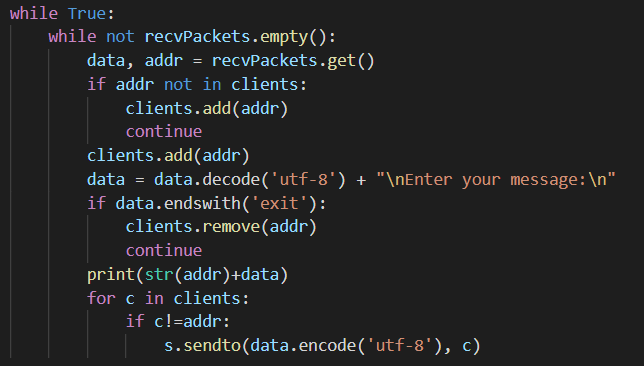 while True:
    while not recvPackets.empty():
        data, addr = recvPackets.get()
        if addr not in clients:
            clients.add(addr)
            continue
        clients.add(addr)
        data = data.decode('utf-8') + "\nEnter your message:\n"
        if data.endswith('exit'):
            clients.remove(addr)
            continue
        print(str(addr)+data)
        for c in clients:
            if c!=addr:
                s.sendto(data.encode('utf-8'), c)